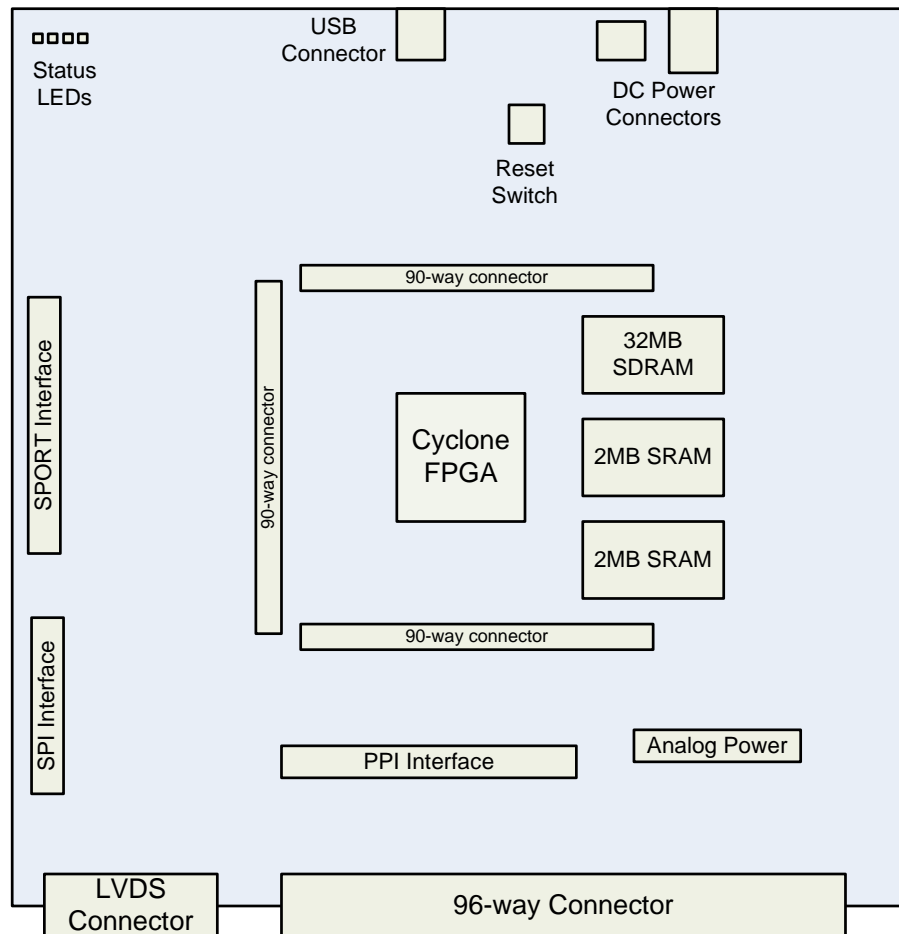 USB
Connector
Status
LEDs
DC Power
Connectors
Reset
Switch
90-way connector
SPORT Interface
90-way connector
32MB
SDRAM
Cyclone
FPGA
2MB SRAM
2MB SRAM
90-way connector
SPI Interface
PPI Interface
Analog Power
LVDS
Connector
96-way Connector